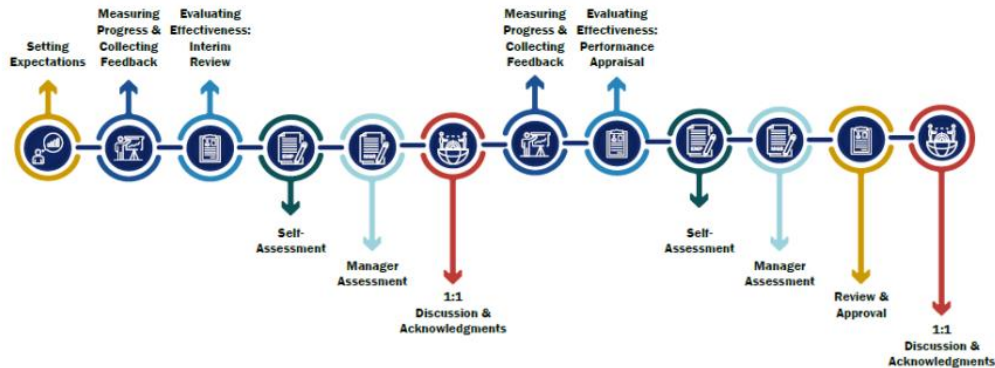 Setting
Expectations
Measuring
Progress &
Collecting
Feedback
Evaluating
Effectiveness:
Interim
Review
Self-
Assessment
Manager
Assessment
1:1
Discussion &
Acknowledgments
Measuring
Progress &
Collecting
Feedback
Evaluating
Effectiveness:
Performance
Appraisal
Self-
Assessment
Manager
Assessment
Review &
Approval
1:1
Discussion &
Acknowledgments